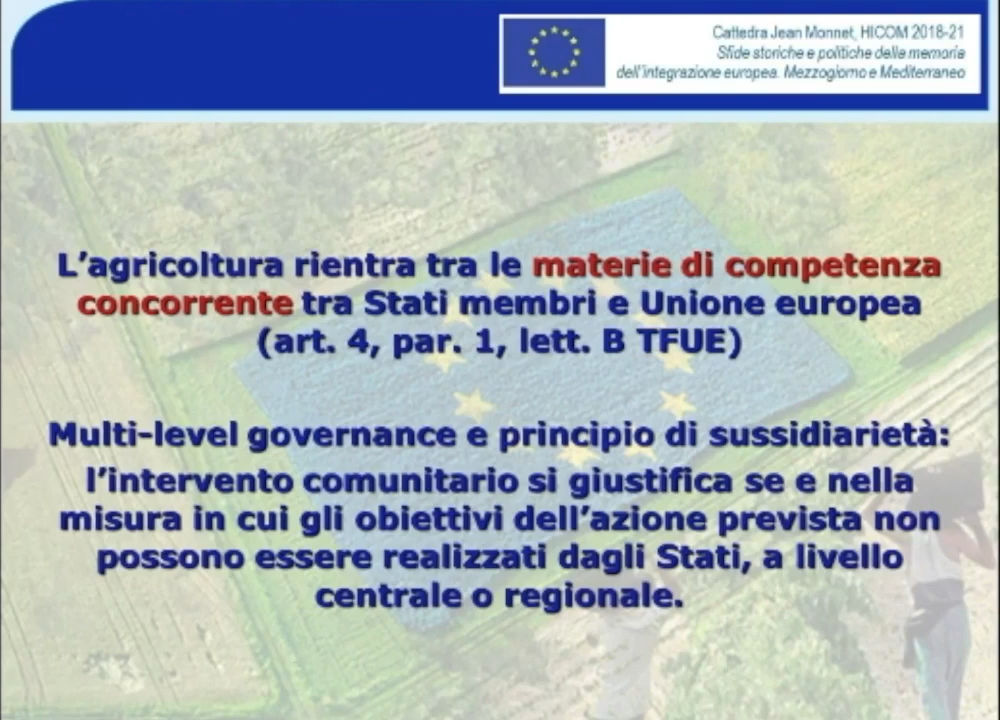 Cattedra Jean Monnet, HICOM 2018-21
Sfide storiche e politiche della memoria
dell'integrazione europea. Mezzogiorno e Mediterraneo
L'agricoltura rientra tra le materie di competenza
concorrente tra Stati membri e Unione europea
(art. 4, par. 1, lett. B TFUE)
Multi-level governance e principio di sussidiarietà:
l'intervento comunitario si giustifica se e nella
misura in cui gli obiettivi dell'azione prevista non
possono essere realizzati dagli Stati, a livello
centrale o regionale.